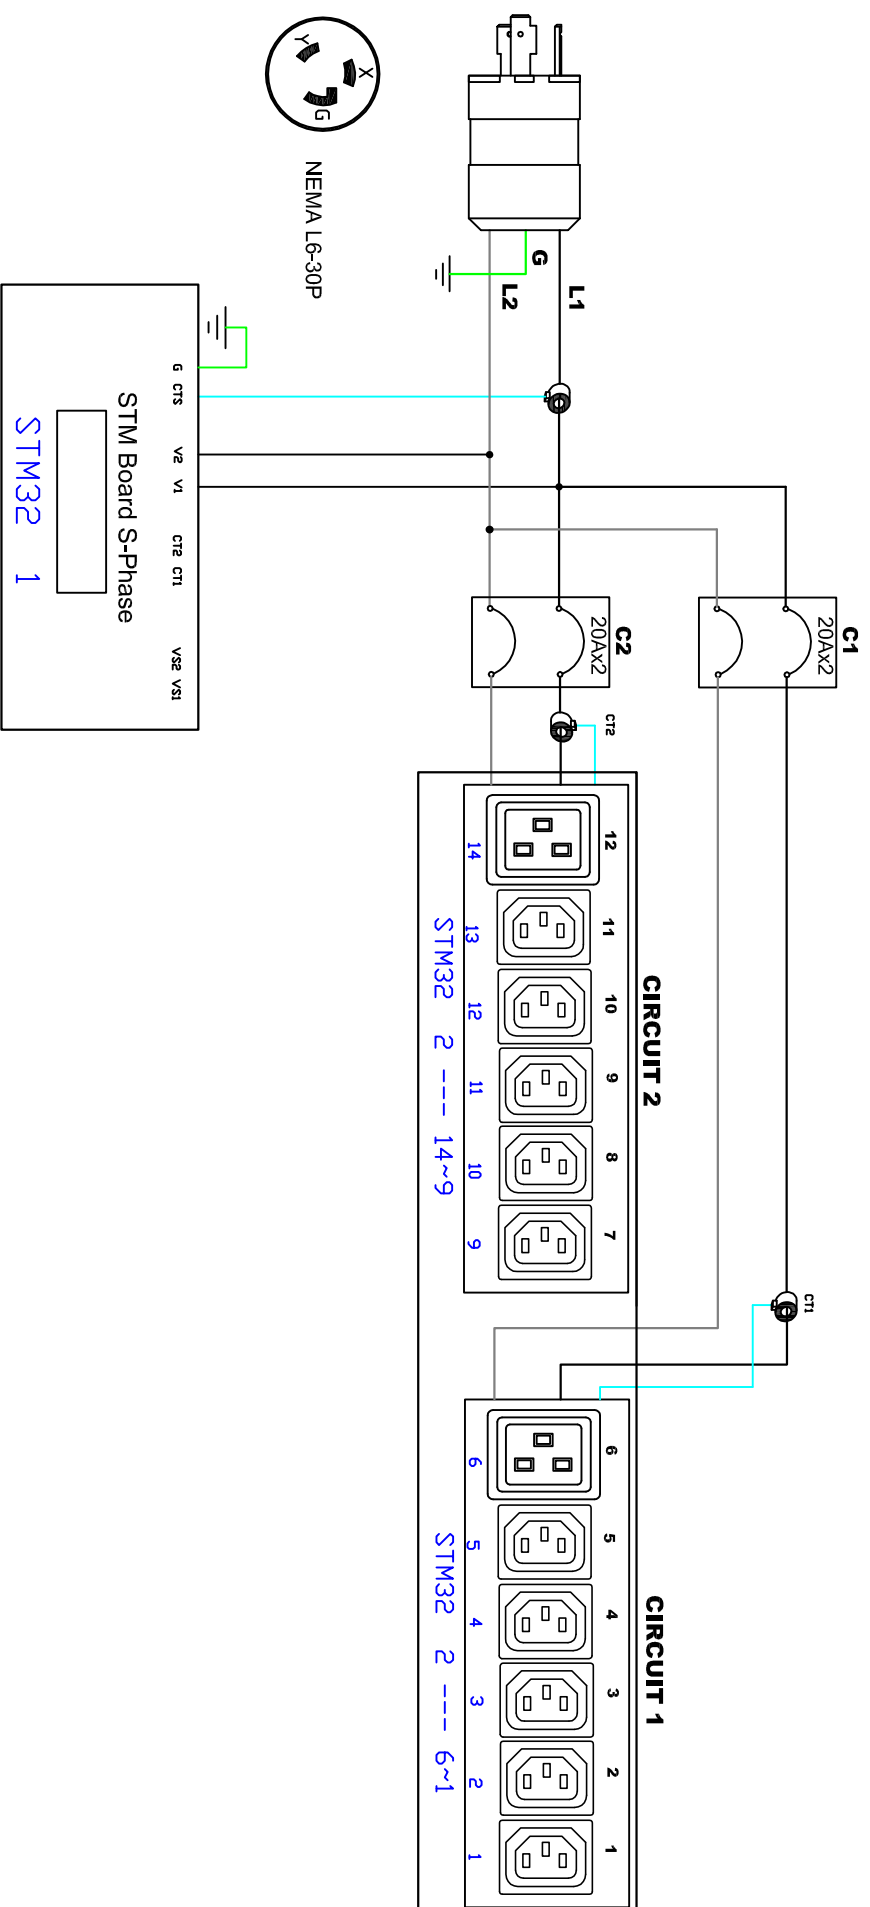 Y
X
G
NEMA L6-30P
G
L1
L2
G
CTS
V2
V1
CT2
CT1
VS2
VS1
STM Board S-Phase
STM32 1
C1
20Ax2
C2
20Ax2
CT2
CT1
CIRCUIT 2
12
11
10
9
8
7
14
13
12
11
10
9
STM32 2 --- 14~9
CIRCUIT 1
6
5
4
3
2
1
6
5
4
3
2
1
STM32 2 --- 6~1